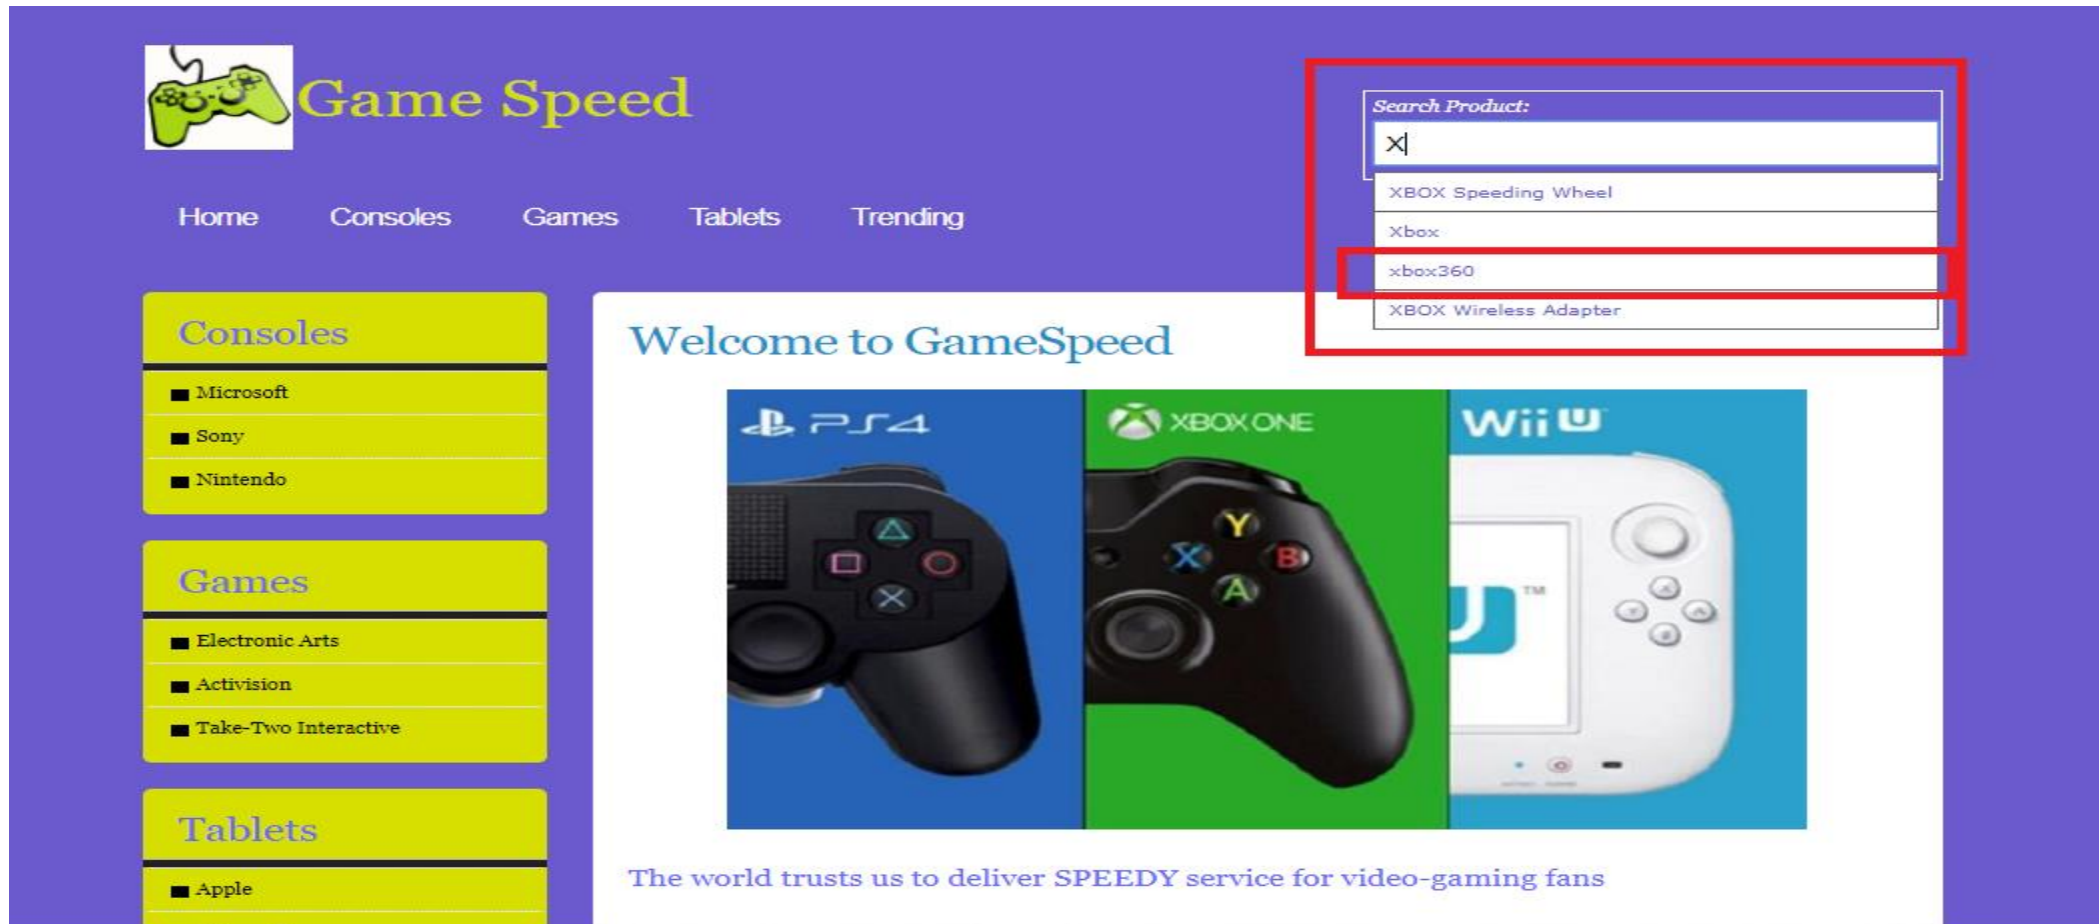 Game Speed
Search Product:
X
XBOX Speeding Wheel
Xbox
xbox360
XBOX Wireless Adapter
Home Consoles Games Tablets Trending
Consoles
Microsoft
Sony
Nintendo
Games
Electronic Arts
Activision
Take-Two Interactive
Tablets
Apple
Welcome to GameSpeed
PS4 XBOX ONE Wii U
Y
X B
A
U TM
The world trusts us to deliver SPEEDY service for video-gaming fans